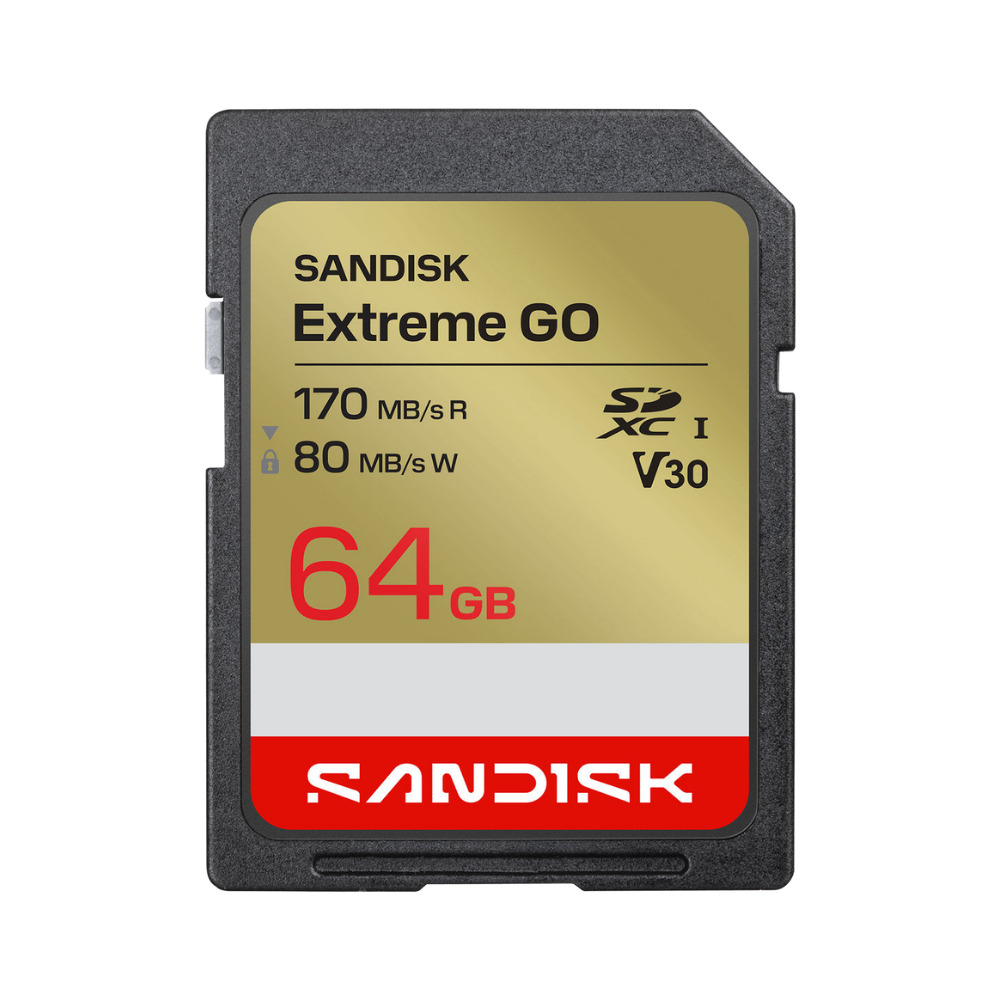 SANDISK
Extreme GO
170 MB/s R
80 MB/s W
SD
XC I
V30
64GB
SANDISK